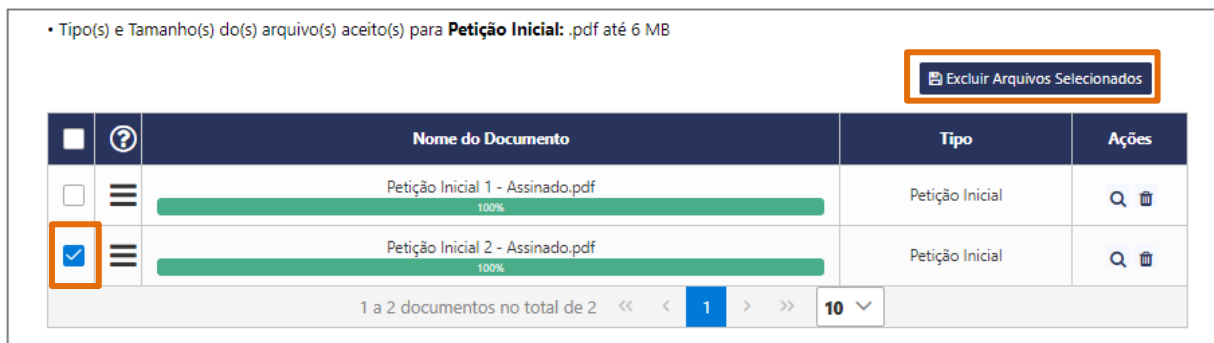 • Tipo(s) e Tamanho(s) do(s) arquivo(s) aceito(s) para Petição Inicial: .pdf até 6 MB
Excluir Arquivos Selecionados
? Nome do Documento Tipo Ações
Petição Inicial 1 - Assinado.pdf
100%
Petição Inicial
Petição Inicial 2 - Assinado.pdf
100%
Petição Inicial
1 a 2 documentos no total de 2 << < 1 > >> 10